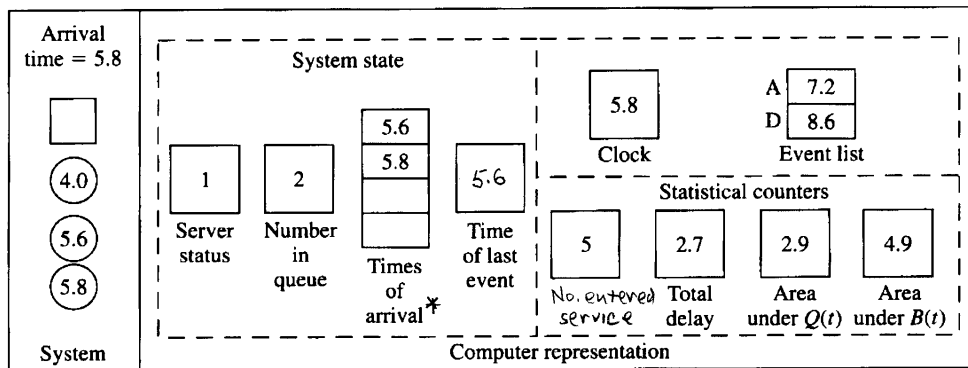 Arrival
time = 5.8
4.0
5.6
5.8
System
System state
1
Server
status
2
Number
in
queue
5.6
5.8
Times
of
arrival*
5.6
Time
of last
event
5.8
Clock
A 7.2
D 8.6
Event list
Statistical counters
5
No. entered
service
2.7
Total
delay
2.9
Area
under Q(t)
4.9
Area
under B(t)
Computer representation